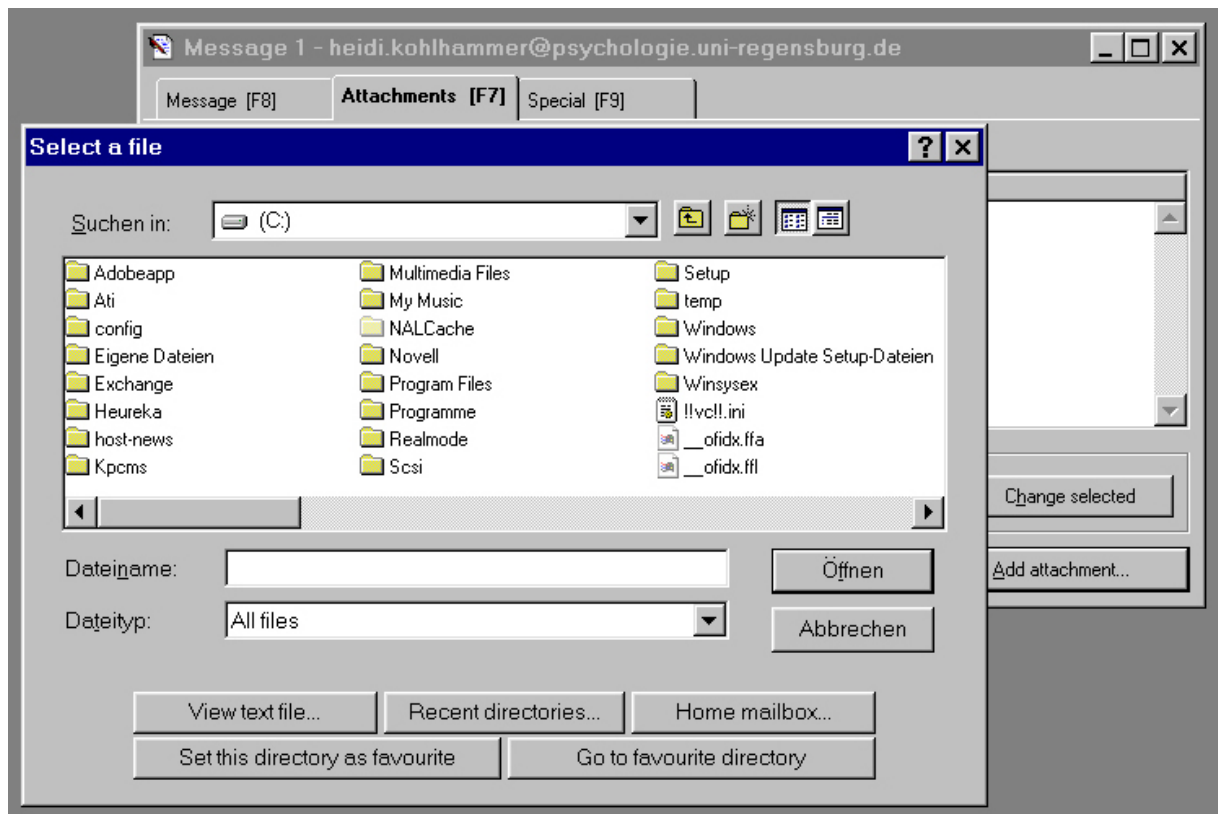 Message 1 - heidi.kohlhammer@psychologie.uni-regensburg.de
Message [F8] Attachments [F7] Special [F9]
Select a file
Suchen in: (C:)
Adobeapp Multimedia Files Setup
Ati My Music temp
config NALCache Windows
Eigene Dateien Novell Windows Update Setup-Dateien
Exchange Program Files Winsysex
Heureka Programme !!vc!!.ini
host-news Realmode __ofidx.ffa
Kpcms Scsi __ofidx.ffl
Change selected
Dateiname: Öffnen
Add attachment...
Dateityp: All files
Abbrechen
View text file... Recent directories... Home mailbox...
Set this directory as favourite Go to favourite directory